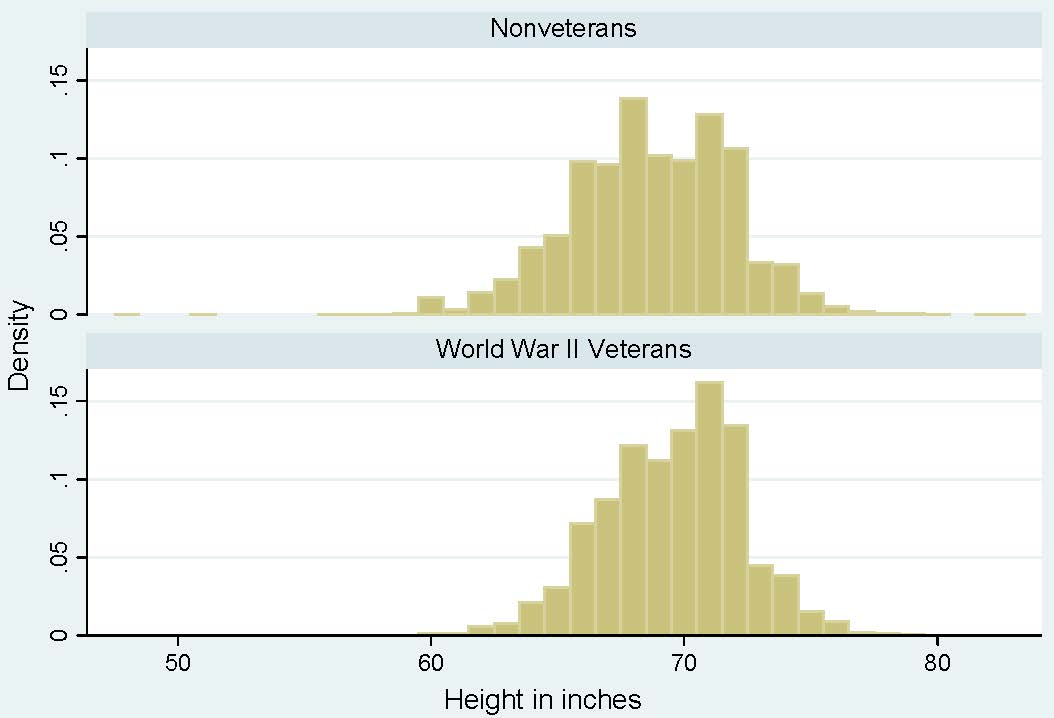 Nonveterans
.15
.1
.05
0
World War II Veterans
.15
.1
.05
0
Density
50 60 70 80
Height in inches